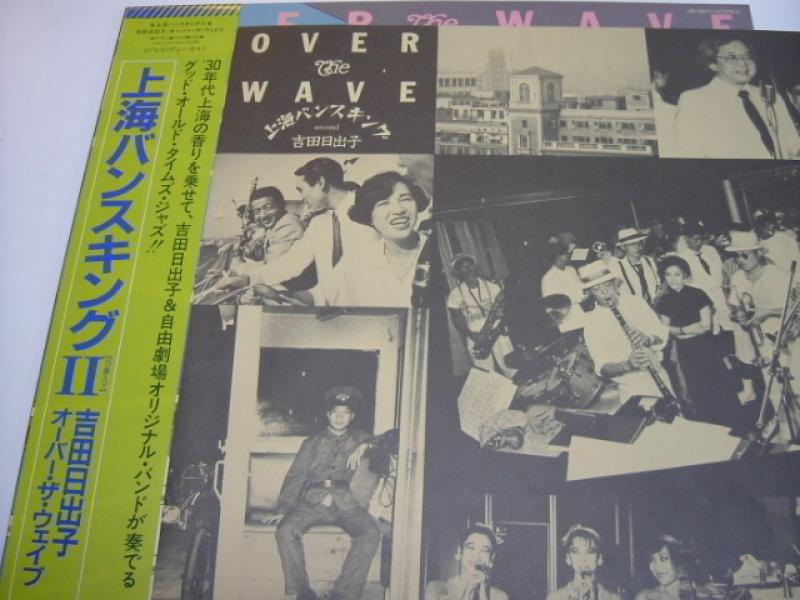 上海バンスキングⅡ
吉田日出子
オーバー・ザ・ウェイブ
'30年代上海の香りを乗せて、吉田日出子&自由劇場オリジナル・バンドが奏でる
グッド・オールド・タイムズ・ジャズ!!
OVER
The
WAVE
上海バンスキング
second
吉田日出子
ER The WAVE